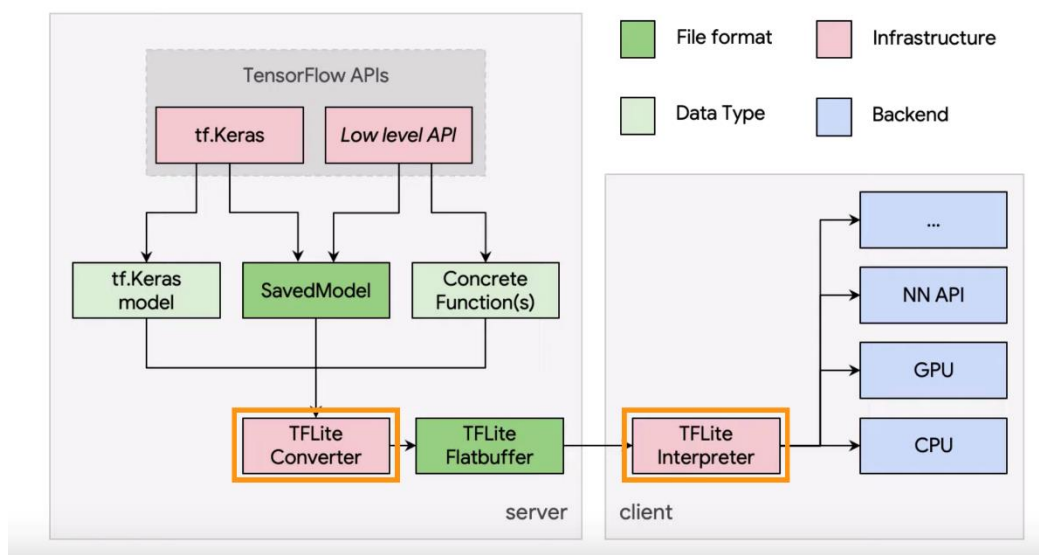 File format
Infrastructure
TensorFlow APIs
Data Type
Backend
tf.Keras
Low level API
tf.Keras
model
SavedModel
Concrete
Function(s)
...
NN API
GPU
TFLite
Converter
TFLite
Flatbuffer
TFLite
Interpreter
CPU
server
client